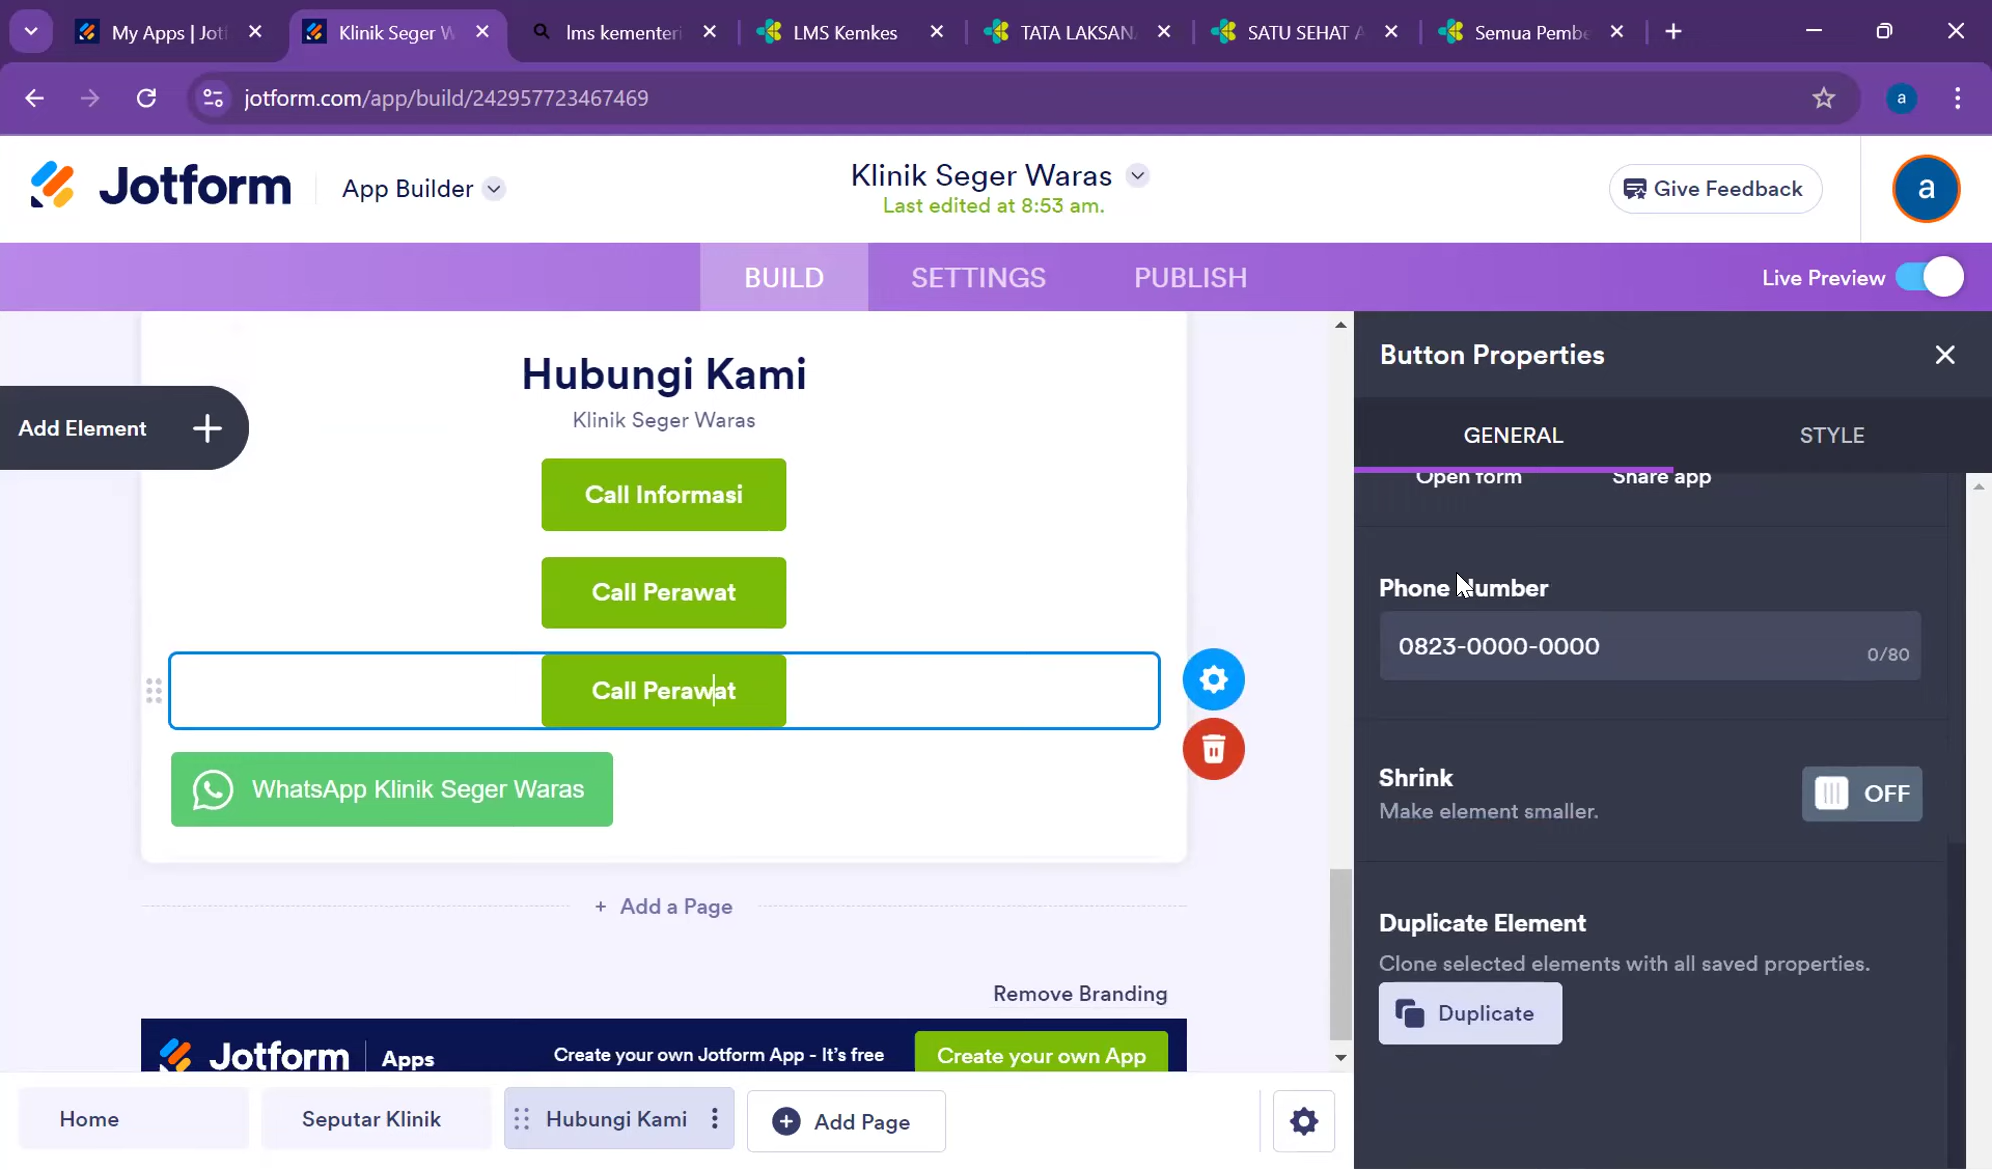 My Apps | Jotf
Klinik Seger W
lms kementeri
LMS Kemkes
TATA LAKSANA
SATU SEHAT A
Semua Pembe
jotform.com/app/build/242957723467469
a
Jotform
App Builder
Klinik Seger Waras
Last edited at 8:53 am.
Give Feedback
a
BUILD
SETTINGS
PUBLISH
Live Preview
Add Element
Hubungi Kami
Klinik Seger Waras
Call Informasi
Call Perawat
Call Perawat
WhatsApp Klinik Seger Waras
+ Add a Page
Remove Branding
Jotform Apps
Create your own Jotform App - It's free
Create your own App
Home
Seputar Klinik
Hubungi Kami
Add Page
Button Properties
GENERAL
STYLE
Open form
Share app
Phone Number
0823-0000-0000
0/80
Shrink
OFF
Make element smaller.
Duplicate Element
Clone selected elements with all saved properties.
Duplicate